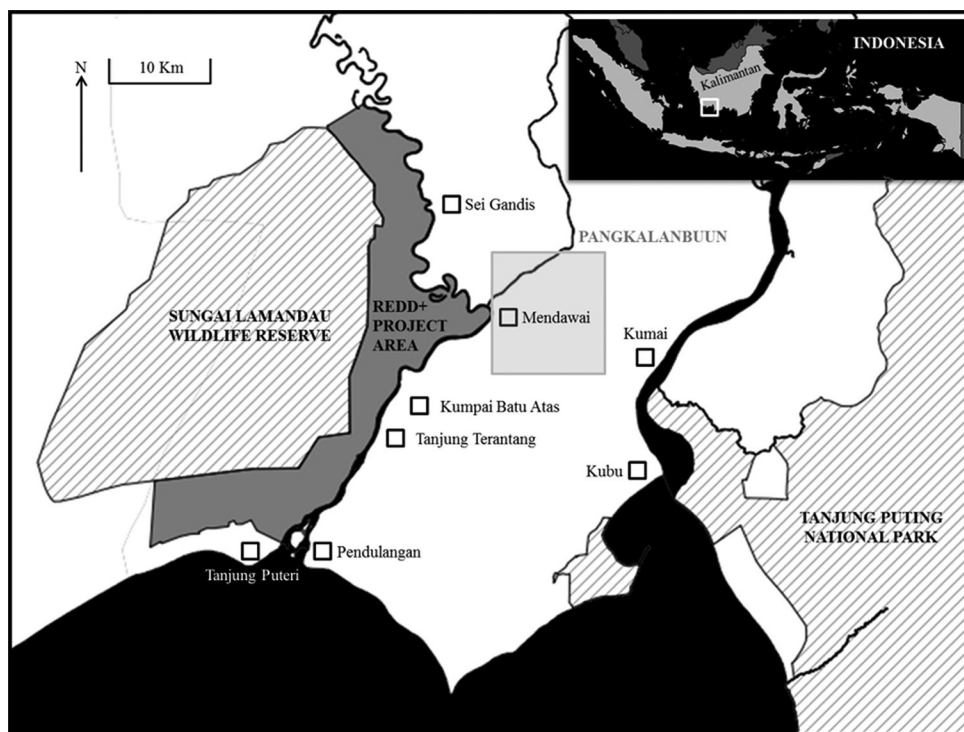 N
10 Km
INDONESIA
Kalimantan
Sei Gandis
PANGKALANBUUN
SUNGAI LAMANDAU
WILDLIFE RESERVE
REDD+
PROJECT
AREA
Mendawai
Kumai
Kumpai Batu Atas
Tanjung Terantang
Kubu
TANJUNG PUTING
NATIONAL PARK
Tanjung Puteri
Pendulangan